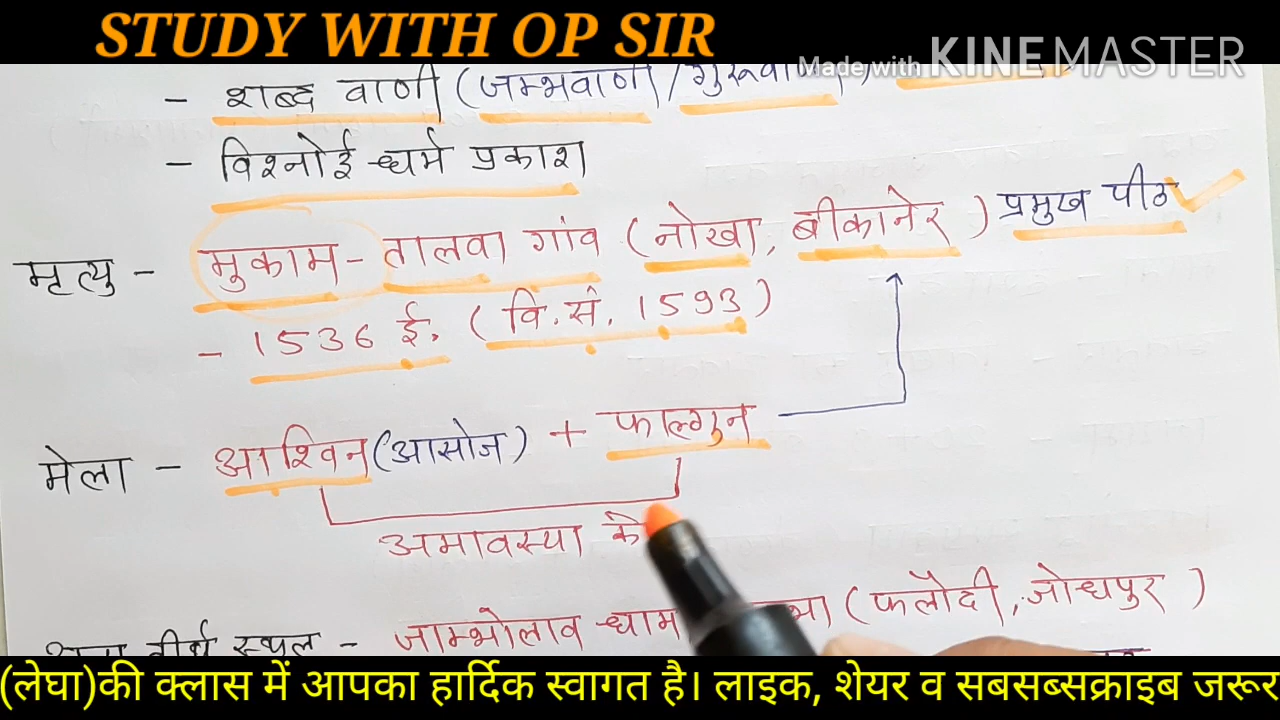 STUDY WITH OP SIR
Made with KINEMASTER
- शब्द वाणी (जम्भवाणी/गुरूवाणी)
- विश्नोई धर्म प्रकाश
मृत्यु - मुकाम - तालवा गांव (नोखा, बीकानेर) प्रमुख पीठ
- 1536 ई. (वि.सं. 1593)
मेला - आश्विन (आसोज) + फाल्गुन
अमावस्या को
स्थल - जाम्भोलाव धाम (फलौदी, जोधपुर)
(लेघा)की क्लास में आपका हार्दिक स्वागत है। लाइक, शेयर व सबसब्सक्राइब जरूर